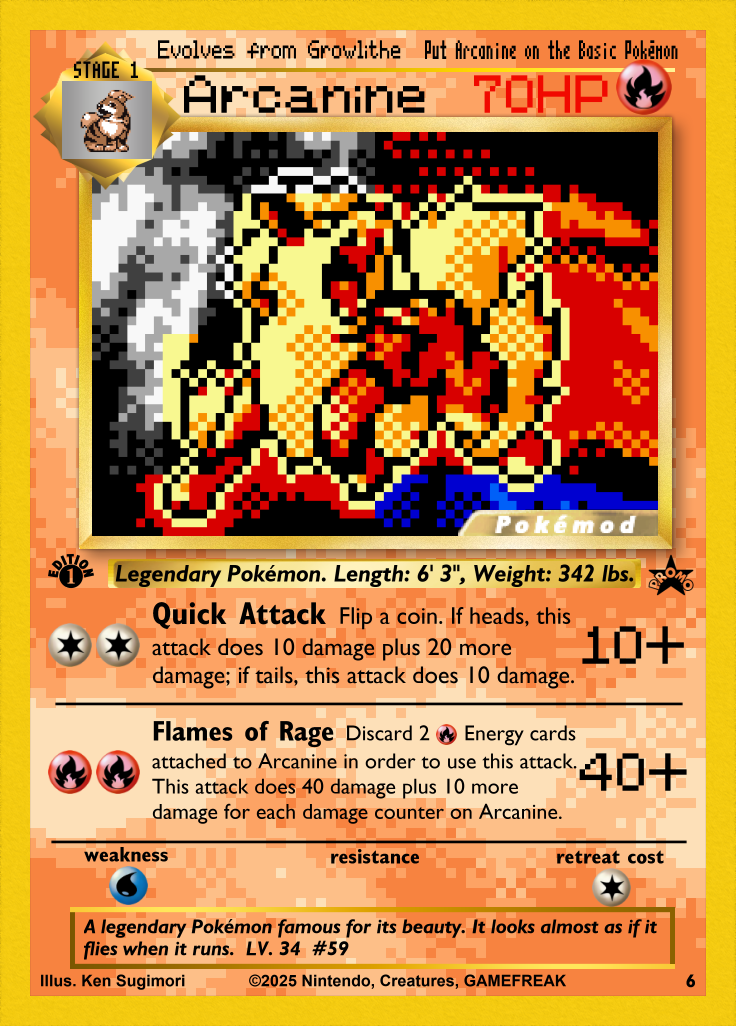 Evolves from Growlithe Put Arcanine on the Basic Pokémon
STAGE 1
Arcanine 70HP
Pokémod
EDITION 1
Legendary Pokémon. Length: 6' 3", Weight: 342 lbs.
PROMO
Quick Attack Flip a coin. If heads, this
attack does 10 damage plus 20 more
damage; if tails, this attack does 10 damage.
10+
Flames of Rage Discard 2 Energy cards
attached to Arcanine in order to use this attack.
This attack does 40 damage plus 10 more
damage for each damage counter on Arcanine.
40+
weakness resistance retreat cost
A legendary Pokémon famous for its beauty. It looks almost as if it
flies when it runs. LV. 34 #59
Illus. Ken Sugimori ©2025 Nintendo, Creatures, GAMEFREAK 6